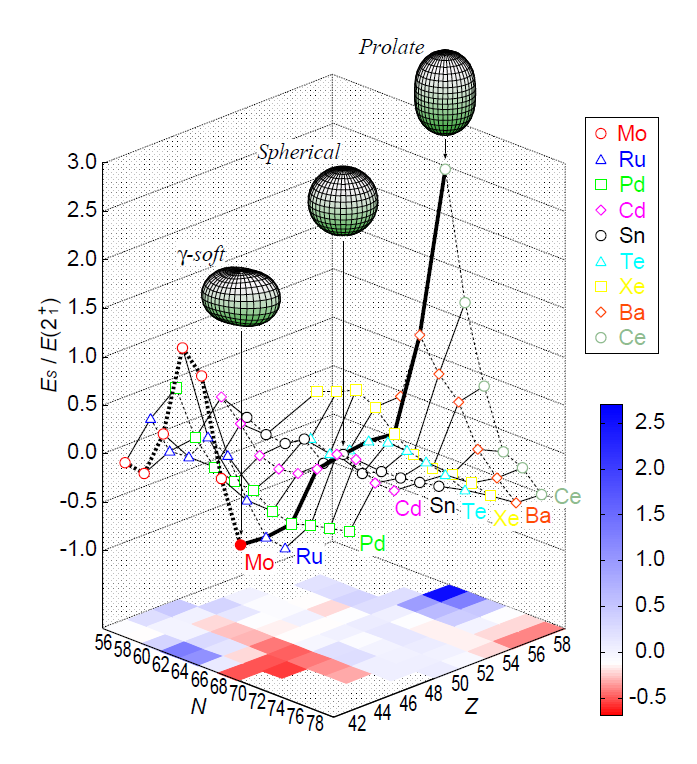 Prolate
Spherical
γ-soft
3.0
2.5
2.0
1.5
1.0
0.5
0.0
-0.5
-1.0
E_S / E(2⁺₁)
Mo
Ru
Pd
Cd
Sn
Te
Xe
Ba
Ce
Mo
Ru
Pd
Cd
Sn
Te
Xe
Ba
Ce
56 58 60 62 64 66 68 70 72 74 76 78
N
42 44 46 48 50 52 54 56 58
Z
2.5
2.0
1.5
1.0
0.5
0.0
-0.5